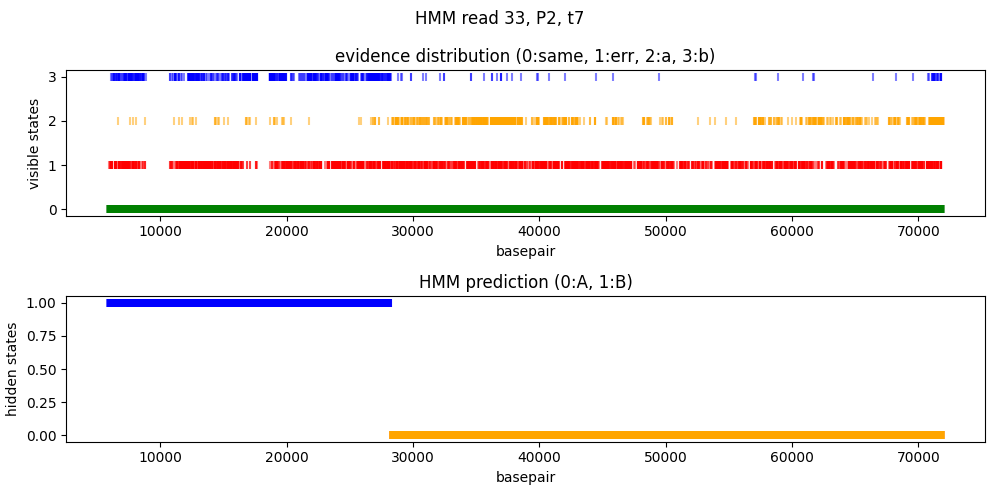 HMM read 33, P2, t7
evidence distribution (0:same, 1:err, 2:a, 3:b)
visible states
3
2
1
0
10000 20000 30000 40000 50000 60000 70000
basepair
HMM prediction (0:A, 1:B)
hidden states
1.00
0.75
0.50
0.25
0.00
10000 20000 30000 40000 50000 60000 70000
basepair